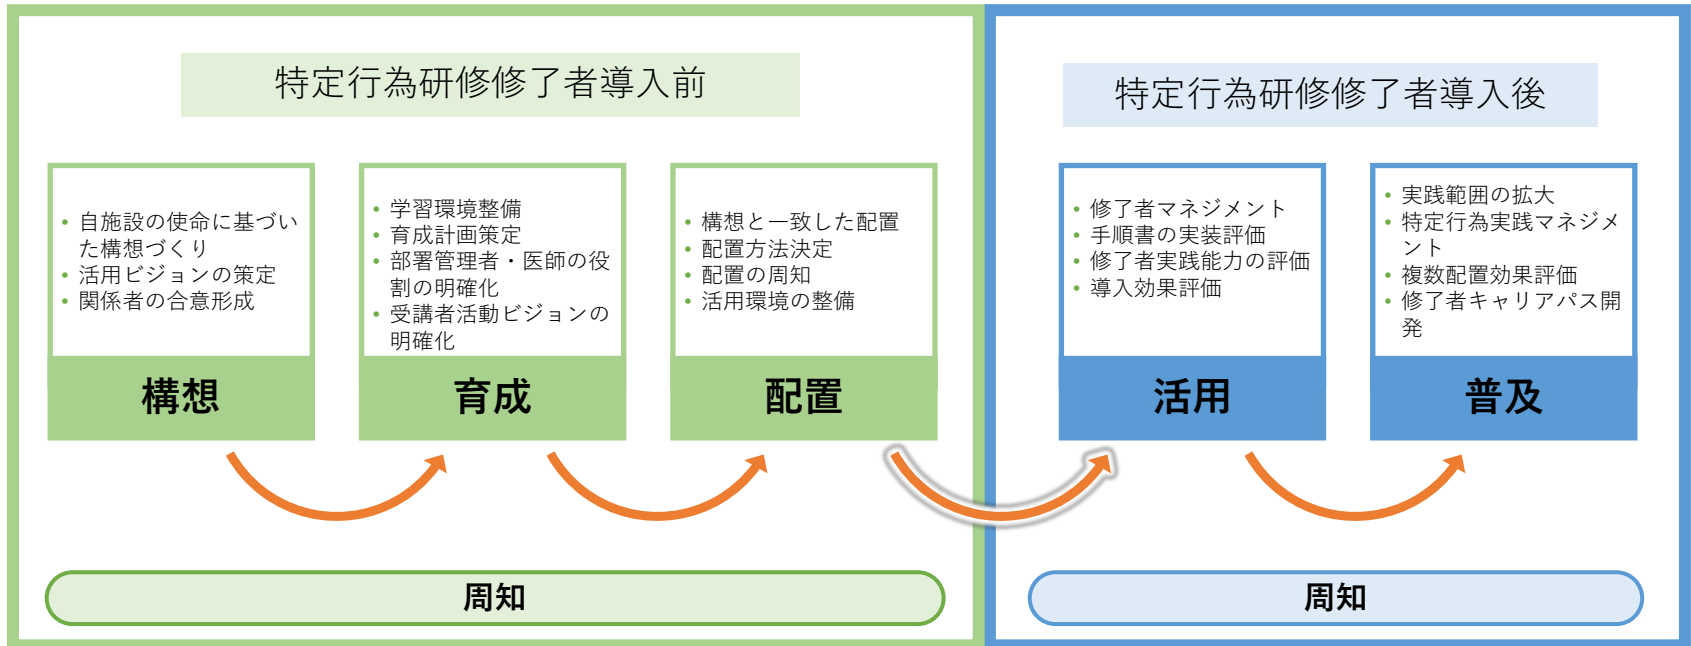 特定行為研修修了者導入前
• 自施設の使命に基づい
た構想づくり
• 活用ビジョンの策定
• 関係者の合意形成
構想
• 学習環境整備
• 育成計画策定
• 部署管理者・医師の役
割の明確化
• 受講者活動ビジョンの
明確化
育成
• 構想と一致した配置
• 配置方法決定
• 配置の周知
• 活用環境の整備
配置
周知
特定行為研修修了者導入後
• 修了者マネジメント
• 手順書の実装評価
• 修了者実践能力の評価
• 導入効果評価
活用
• 実践範囲の拡大
• 特定行為実践マネジメ
ント
• 複数配置効果評価
• 修了者キャリアパス開
発
普及
周知